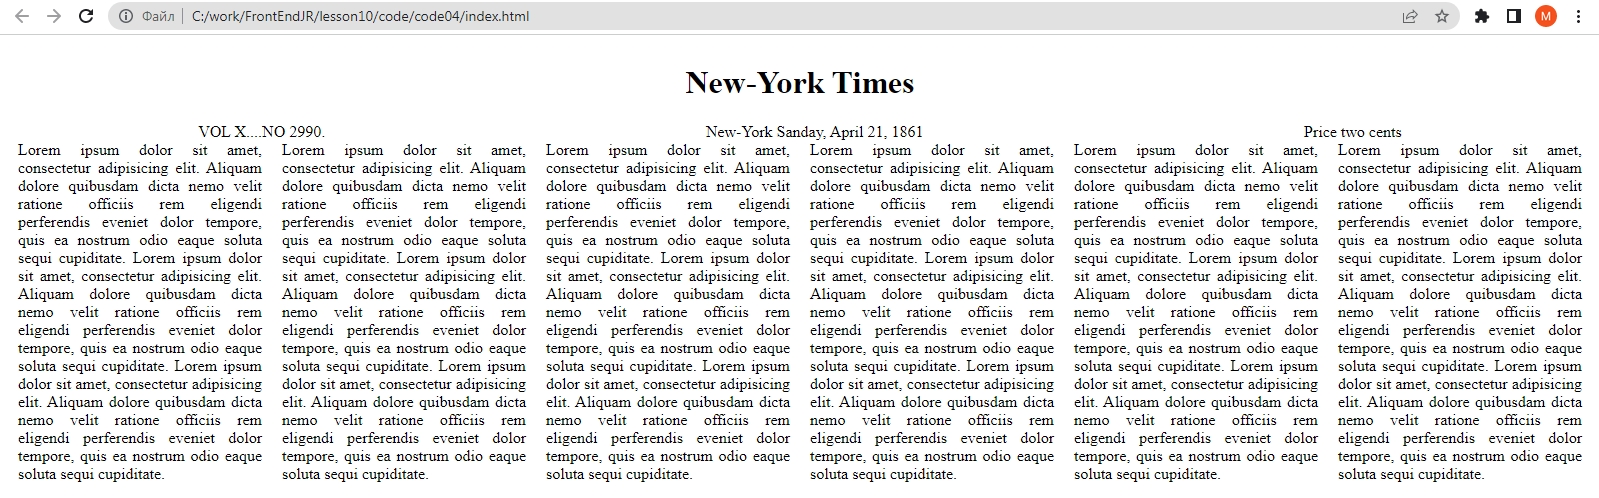 Файл C:/work/FrontEndJR/lesson10/code/code04/index.html
M
New-York Times
VOL X....NO 2990. New-York Sanday, April 21, 1861 Price two cents
Lorem ipsum dolor sit amet,
consectetur adipisicing elit. Aliquam
dolore quibusdam dicta nemo velit
ratione officiis rem eligendi
perferendis eveniet dolor tempore,
quis ea nostrum odio eaque soluta
sequi cupiditate. Lorem ipsum dolor
sit amet, consectetur adipisicing elit.
Aliquam dolore quibusdam dicta
nemo velit ratione officiis rem
eligendi perferendis eveniet dolor
tempore, quis ea nostrum odio eaque
soluta sequi cupiditate. Lorem ipsum
dolor sit amet, consectetur adipisicing
elit. Aliquam dolore quibusdam dicta
nemo velit ratione officiis rem
eligendi perferendis eveniet dolor
tempore, quis ea nostrum odio eaque
soluta sequi cupiditate.
Lorem ipsum dolor sit amet,
consectetur adipisicing elit. Aliquam
dolore quibusdam dicta nemo velit
ratione officiis rem eligendi
perferendis eveniet dolor tempore,
quis ea nostrum odio eaque soluta
sequi cupiditate. Lorem ipsum dolor
sit amet, consectetur adipisicing elit.
Aliquam dolore quibusdam dicta
nemo velit ratione officiis rem
eligendi perferendis eveniet dolor
tempore, quis ea nostrum odio eaque
soluta sequi cupiditate. Lorem ipsum
dolor sit amet, consectetur adipisicing
elit. Aliquam dolore quibusdam dicta
nemo velit ratione officiis rem
eligendi perferendis eveniet dolor
tempore, quis ea nostrum odio eaque
soluta sequi cupiditate.
Lorem ipsum dolor sit amet,
consectetur adipisicing elit. Aliquam
dolore quibusdam dicta nemo velit
ratione officiis rem eligendi
perferendis eveniet dolor tempore,
quis ea nostrum odio eaque soluta
sequi cupiditate. Lorem ipsum dolor
sit amet, consectetur adipisicing elit.
Aliquam dolore quibusdam dicta
nemo velit ratione officiis rem
eligendi perferendis eveniet dolor
tempore, quis ea nostrum odio eaque
soluta sequi cupiditate. Lorem ipsum
dolor sit amet, consectetur adipisicing
elit. Aliquam dolore quibusdam dicta
nemo velit ratione officiis rem
eligendi perferendis eveniet dolor
tempore, quis ea nostrum odio eaque
soluta sequi cupiditate.
Lorem ipsum dolor sit amet,
consectetur adipisicing elit. Aliquam
dolore quibusdam dicta nemo velit
ratione officiis rem eligendi
perferendis eveniet dolor tempore,
quis ea nostrum odio eaque soluta
sequi cupiditate. Lorem ipsum dolor
sit amet, consectetur adipisicing elit.
Aliquam dolore quibusdam dicta
nemo velit ratione officiis rem
eligendi perferendis eveniet dolor
tempore, quis ea nostrum odio eaque
soluta sequi cupiditate. Lorem ipsum
dolor sit amet, consectetur adipisicing
elit. Aliquam dolore quibusdam dicta
nemo velit ratione officiis rem
eligendi perferendis eveniet dolor
tempore, quis ea nostrum odio eaque
soluta sequi cupiditate.
Lorem ipsum dolor sit amet,
consectetur adipisicing elit. Aliquam
dolore quibusdam dicta nemo velit
ratione officiis rem eligendi
perferendis eveniet dolor tempore,
quis ea nostrum odio eaque soluta
sequi cupiditate. Lorem ipsum dolor
sit amet, consectetur adipisicing elit.
Aliquam dolore quibusdam dicta
nemo velit ratione officiis rem
eligendi perferendis eveniet dolor
tempore, quis ea nostrum odio eaque
soluta sequi cupiditate. Lorem ipsum
dolor sit amet, consectetur adipisicing
elit. Aliquam dolore quibusdam dicta
nemo velit ratione officiis rem
eligendi perferendis eveniet dolor
tempore, quis ea nostrum odio eaque
soluta sequi cupiditate.
Lorem ipsum dolor sit amet,
consectetur adipisicing elit. Aliquam
dolore quibusdam dicta nemo velit
ratione officiis rem eligendi
perferendis eveniet dolor tempore,
quis ea nostrum odio eaque soluta
sequi cupiditate. Lorem ipsum dolor
sit amet, consectetur adipisicing elit.
Aliquam dolore quibusdam dicta
nemo velit ratione officiis rem
eligendi perferendis eveniet dolor
tempore, quis ea nostrum odio eaque
soluta sequi cupiditate. Lorem ipsum
dolor sit amet, consectetur adipisicing
elit. Aliquam dolore quibusdam dicta
nemo velit ratione officiis rem
eligendi perferendis eveniet dolor
tempore, quis ea nostrum odio eaque
soluta sequi cupiditate.